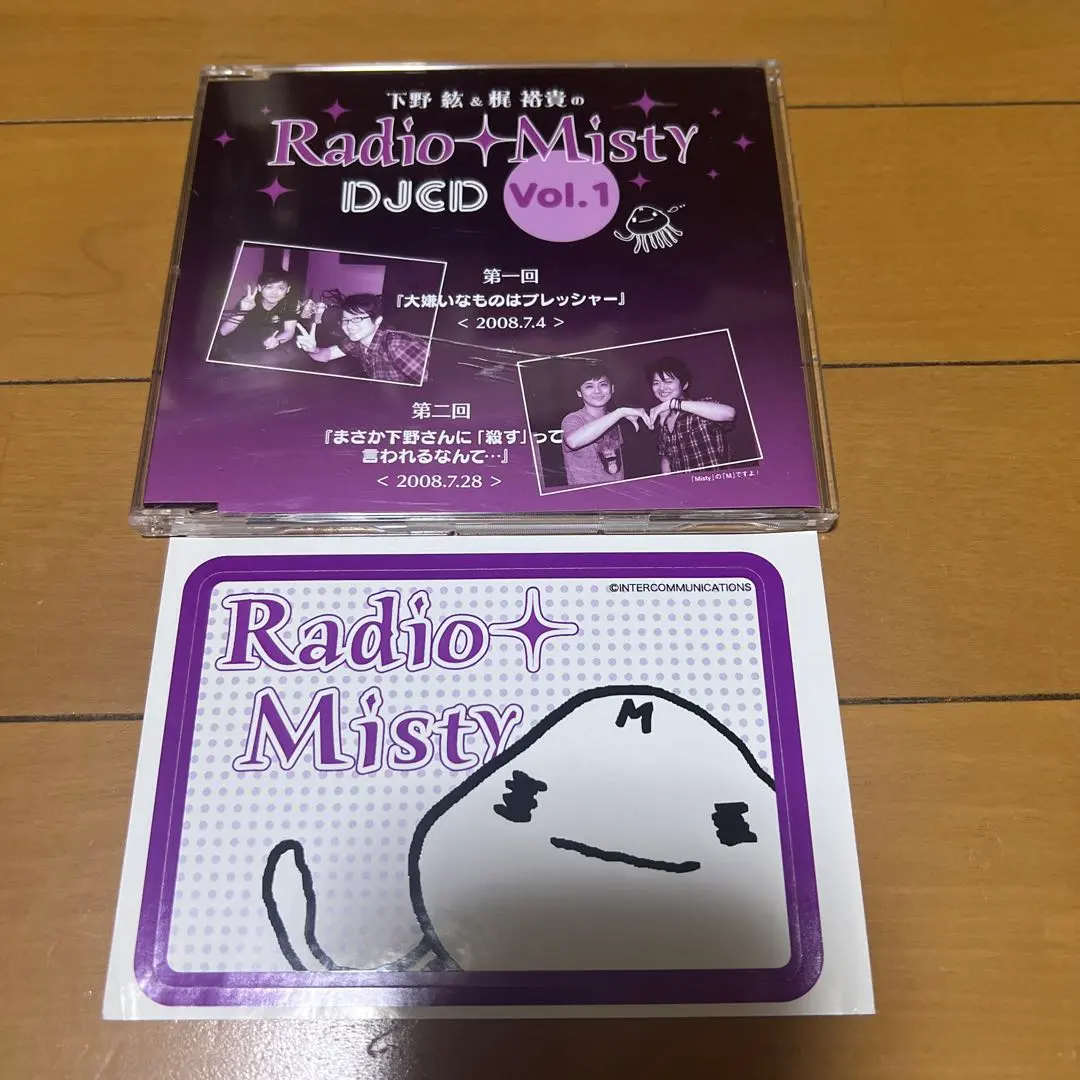 下野 紘&梶 裕貴の
Radio✦Misty
DJCD Vol.1
第一回
『大嫌いなものはプレッシャー』
< 2008.7.4 >
第二回
『まさか下野さんに「殺す」って
言われるなんて…』
< 2008.7.28 >
「Misty」の「M」ですよ!
©INTERCOMMUNICATIONS
Radio✦
Misty
M